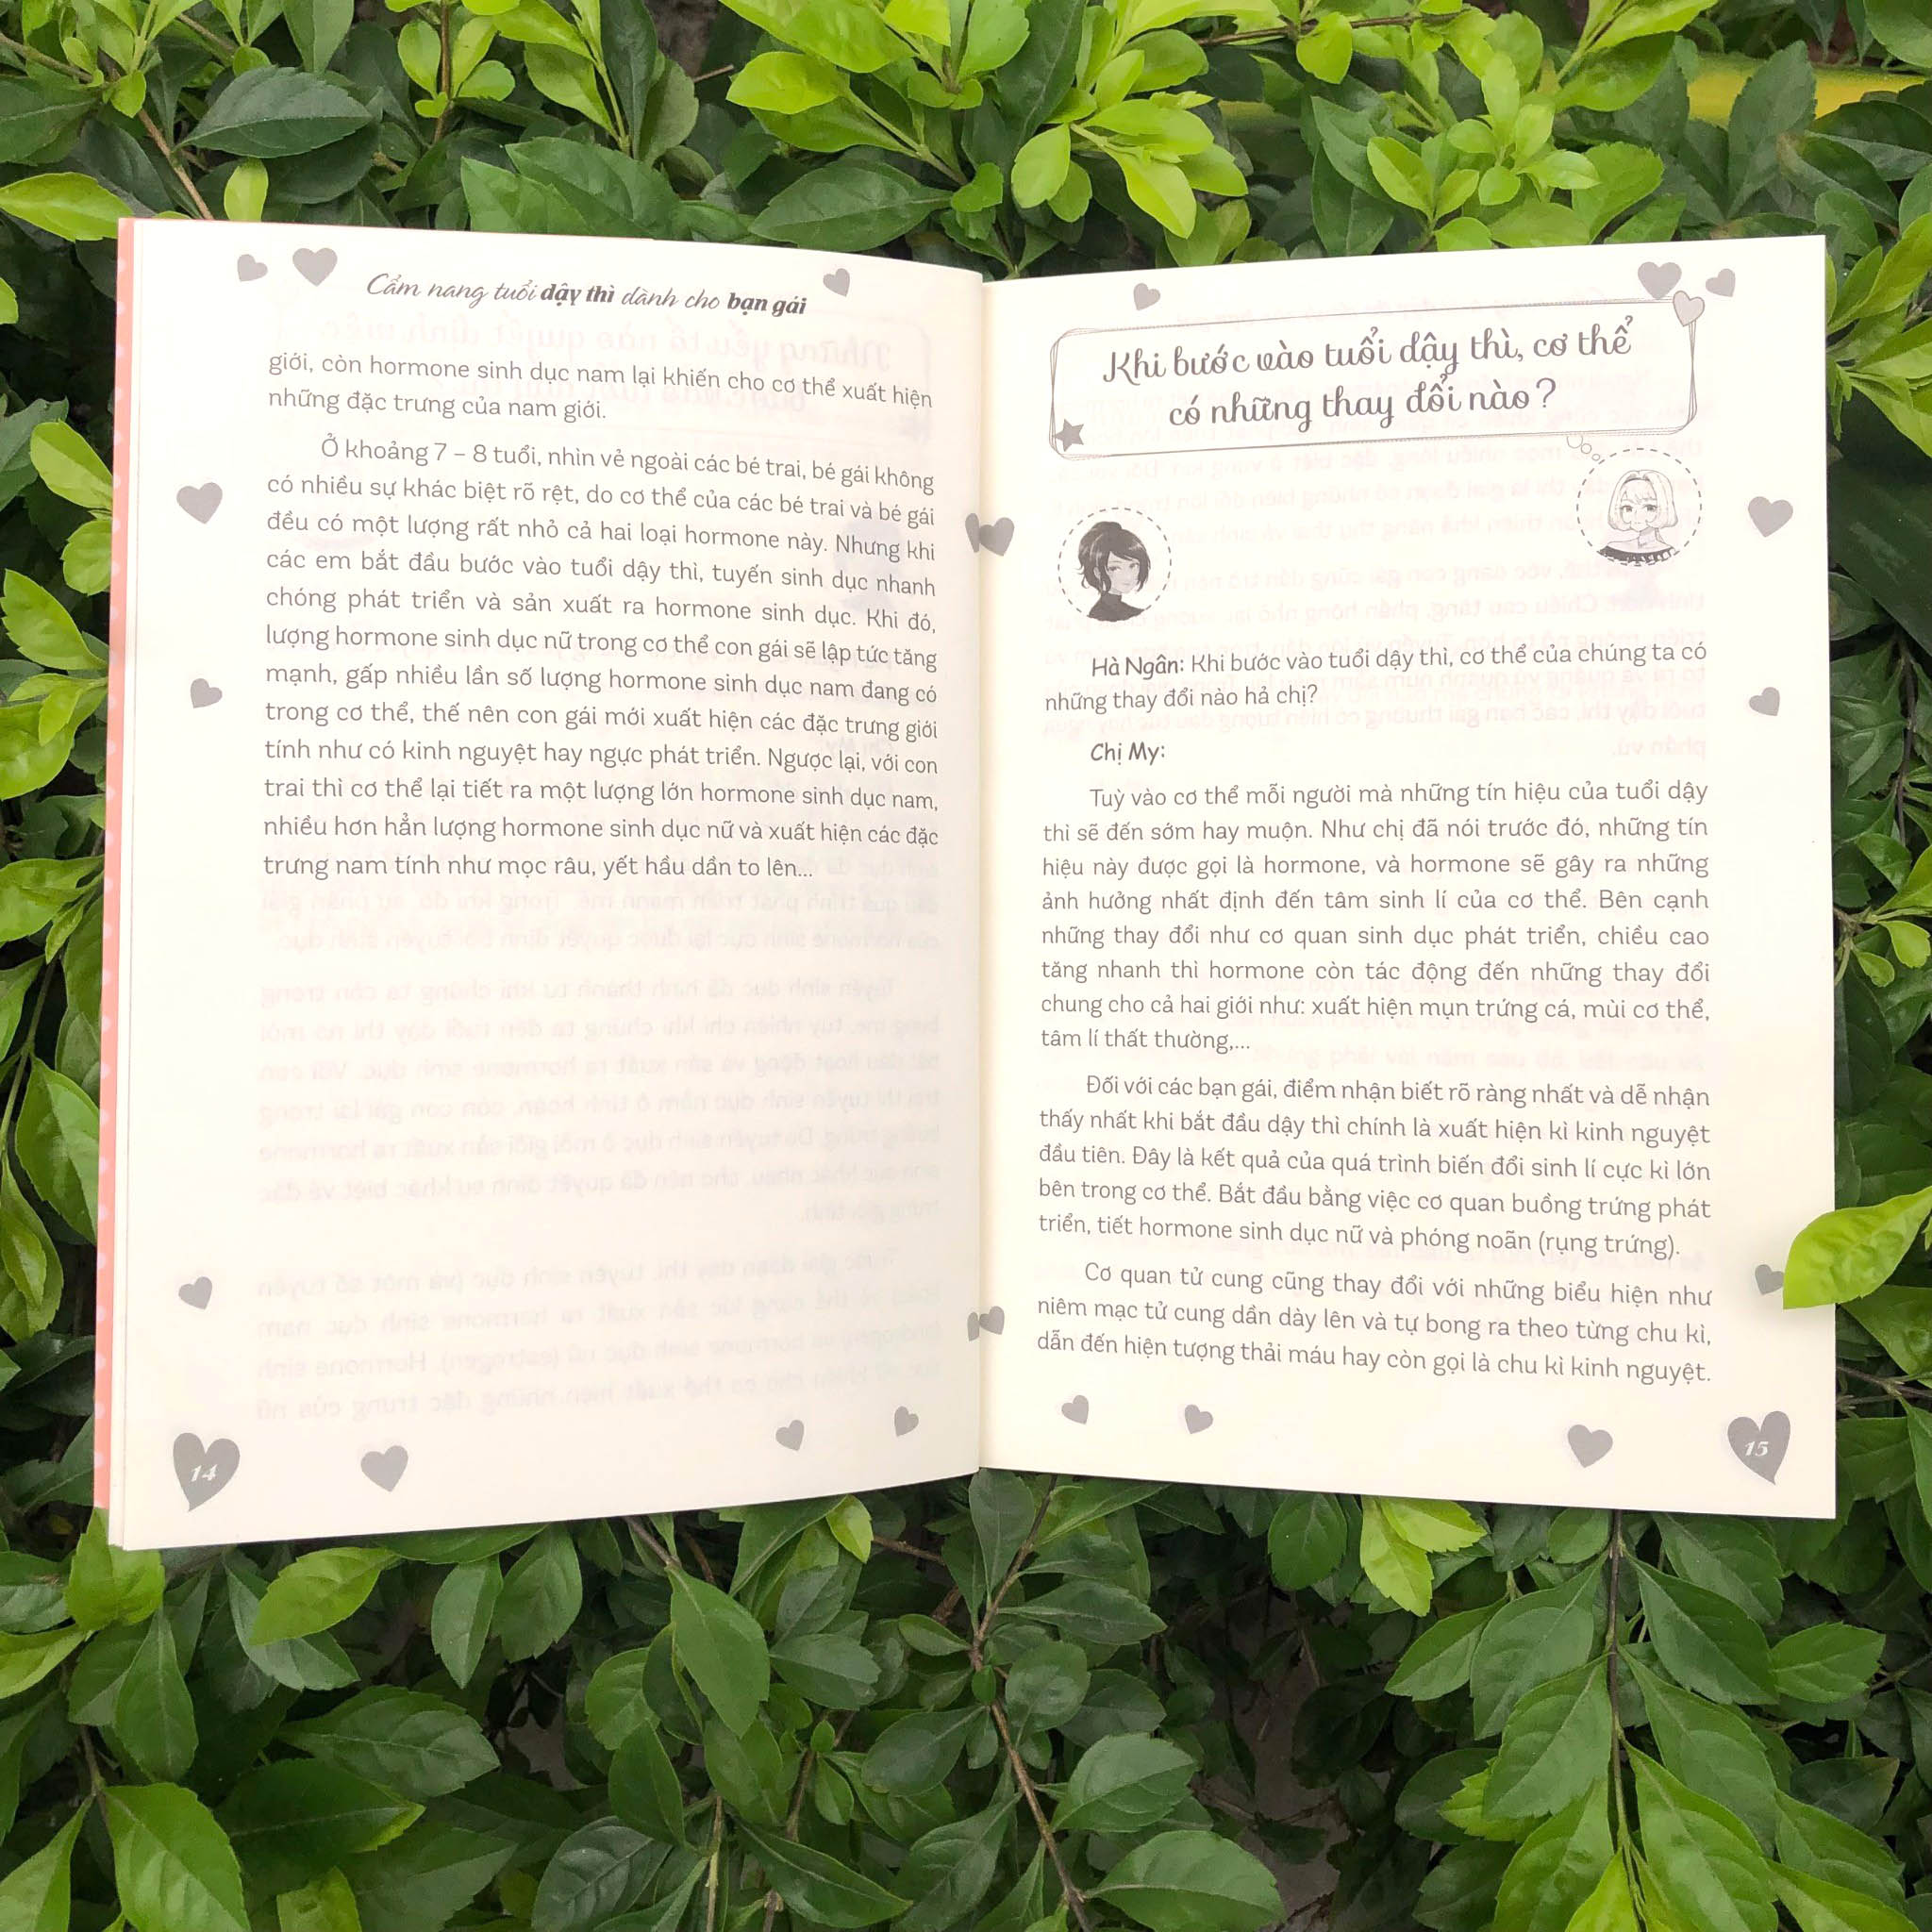 Cẩm nang tuổi dậy thì dành cho bạn gái
giới, còn hormone sinh dục nam lại khiến cho cơ thể xuất hiện
những đặc trưng của nam giới.
Ở khoảng 7 – 8 tuổi, nhìn vẻ ngoài các bé trai, bé gái không
có nhiều sự khác biệt rõ rệt, do cơ thể của các bé trai và bé gái
đều có một lượng rất nhỏ cả hai loại hormone này. Nhưng khi
các em bắt đầu bước vào tuổi dậy thì, tuyến sinh dục nhanh
chóng phát triển và sản xuất ra hormone sinh dục. Khi đó,
lượng hormone sinh dục nữ trong cơ thể con gái sẽ lập tức tăng
mạnh, gấp nhiều lần số lượng hormone sinh dục nam đang có
trong cơ thể, thế nên con gái mới xuất hiện các đặc trưng giới
tính như có kinh nguyệt hay ngực phát triển. Ngược lại, với con
trai thì cơ thể lại tiết ra một lượng lớn hormone sinh dục nam,
nhiều hơn hẳn lượng hormone sinh dục nữ và xuất hiện các đặc
trưng nam tính như mọc râu, yết hầu dần to lên...
14
Khi bước vào tuổi dậy thì, cơ thể
có những thay đổi nào?
Hà Ngân: Khi bước vào tuổi dậy thì, cơ thể của chúng ta có
những thay đổi nào hả chị?
Chị My:
Tuỳ vào cơ thể mỗi người mà những tín hiệu của tuổi dậy
thì sẽ đến sớm hay muộn. Như chị đã nói trước đó, những tín
hiệu này được gọi là hormone, và hormone sẽ gây ra những
ảnh hưởng nhất định đến tâm sinh lí của cơ thể. Bên cạnh
những thay đổi như cơ quan sinh dục phát triển, chiều cao
tăng nhanh thì hormone còn tác động đến những thay đổi
chung cho cả hai giới như: xuất hiện mụn trứng cá, mùi cơ thể,
tâm lí thất thường,...
Đối với các bạn gái, điểm nhận biết rõ ràng nhất và dễ nhận
thấy nhất khi bắt đầu dậy thì chính là xuất hiện kì kinh nguyệt
đầu tiên. Đây là kết quả của quá trình biến đổi sinh lí cực kì lớn
bên trong cơ thể. Bắt đầu bằng việc cơ quan buồng trứng phát
triển, tiết hormone sinh dục nữ và phóng noãn (rụng trứng).
Cơ quan tử cung cũng thay đổi với những biểu hiện như
niêm mạc tử cung dần dày lên và tự bong ra theo từng chu kì,
dẫn đến hiện tượng thải máu hay còn gọi là chu kì kinh nguyệt.
15